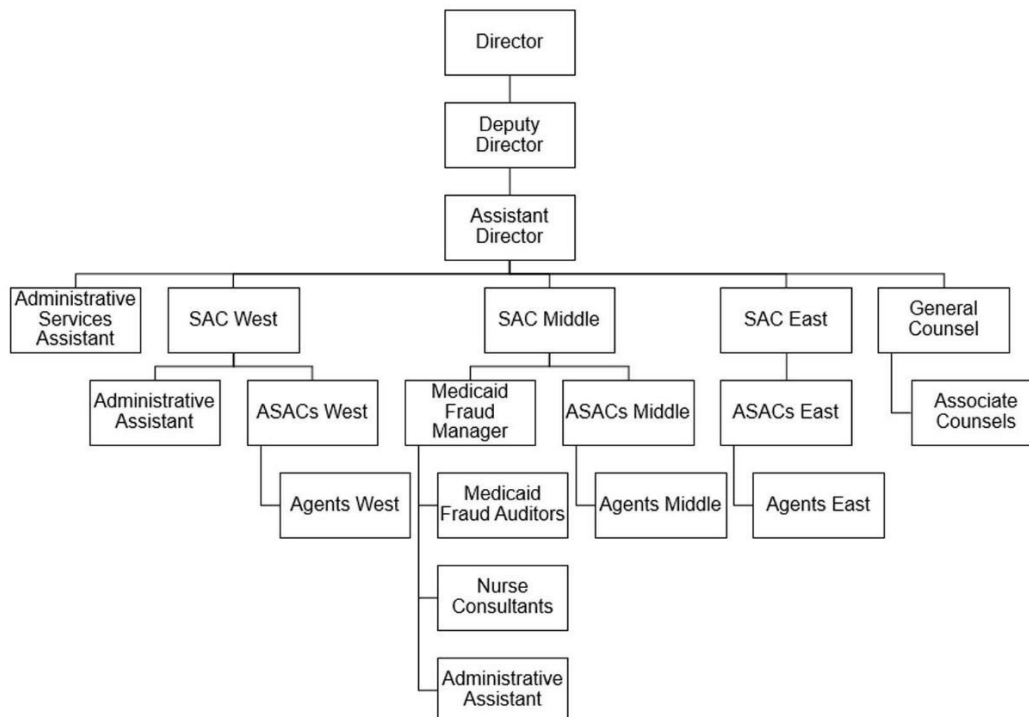 Director
Deputy
Director
Assistant
Director
Administrative
Services
Assistant
SAC West
SAC Middle
SAC East
General
Counsel
Administrative
Assistant
ASACs West
Medicaid
Fraud
Manager
ASACs Middle
ASACs East
Associate
Counsels
Agents West
Medicaid
Fraud Auditors
Agents Middle
Agents East
Nurse
Consultants
Administrative
Assistant